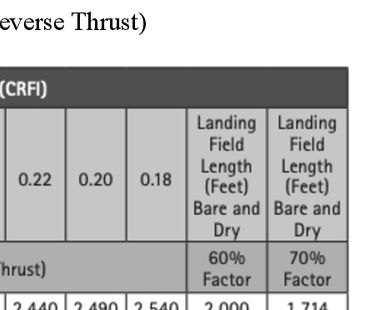 everse Thrust)
(CRFI)
0.22 0.20 0.18
Landing Field Length (Feet) Bare and Dry
Landing Field Length (Feet) Bare and Dry
hrust)
60% Factor
70% Factor
2,440 2,490 2,540 2,000 1,714